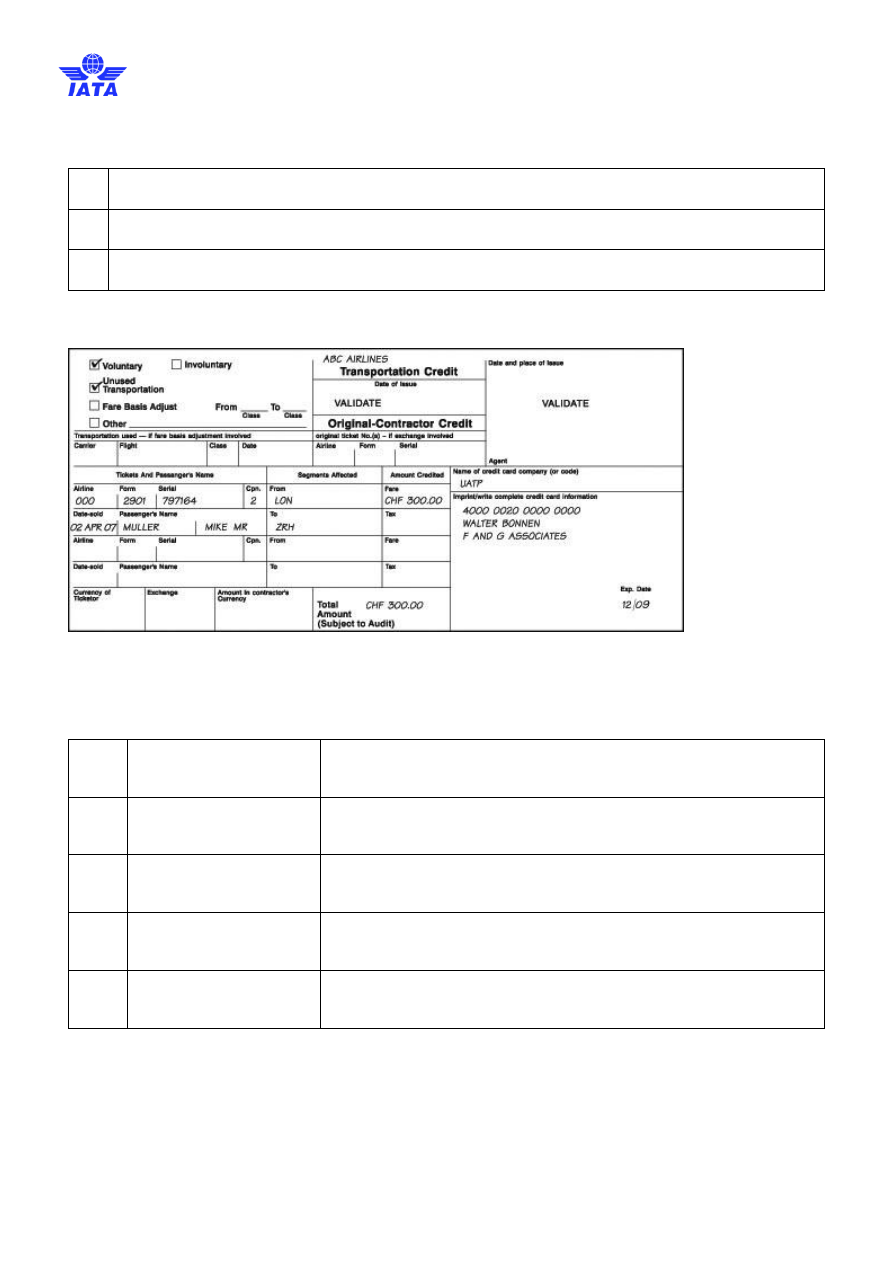 IATA
ABC AIRLINES
Voluntary Involuntary Transportation Credit Date and place of Issue
Unused Transportation Date of Issue
VALIDATE VALIDATE
Fare Basis Adjust From To
Class Class
Other Original-Contractor Credit
Transportation used — if fare basis adjustment involved original ticket No.(s) – if exchange involved
Carrier Flight Class Date Airline Form Serial
Agent
Tickets And Passenger's Name Segments Affected Amount Credited Name of credit card company (or code)
UATP
Airline Form Serial Cpn. From Fare
000 2901 797164 2 LON CHF 300.00
Imprint/write complete credit card information
4000 0020 0000 0000
Date-sold Passenger's Name To Tax
02 APR 07 MULLER MIKE MR ZRH
WALTER BONNEN
F AND G ASSOCIATES
Airline Form Serial Cpn. From Fare
Date-sold Passenger's Name To Tax
Currency of Ticketor Exchange Amount in contractor's Currency
Exp. Date
12/09
Total Amount CHF 300.00
(Subject to Audit)